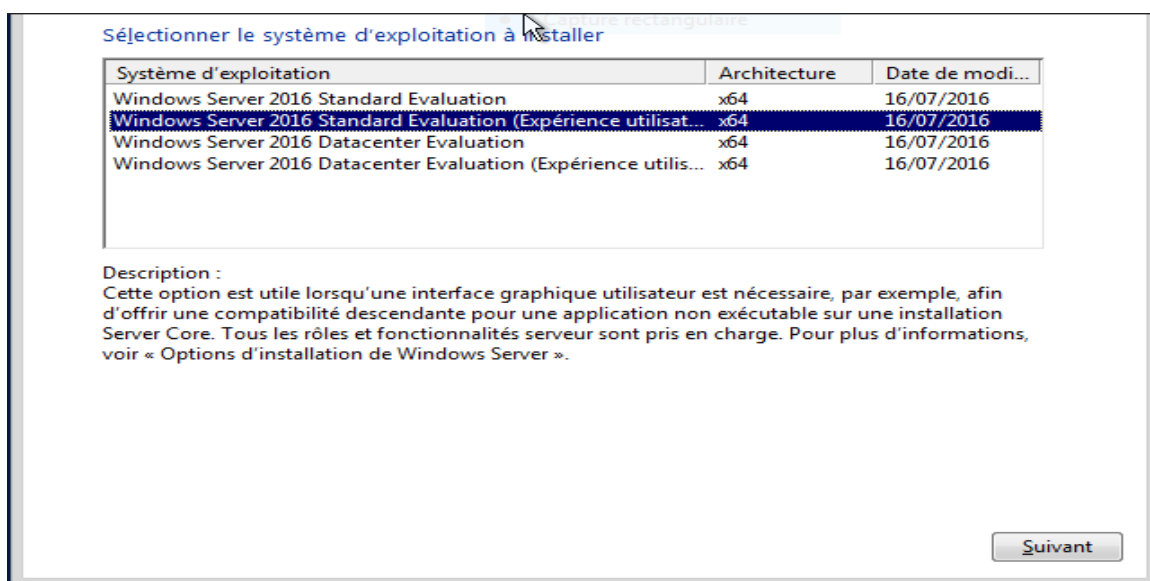 Capture rectangulaire
Sélectionner le système d'exploitation à installer
Système d'exploitation Architecture Date de modi...
Windows Server 2016 Standard Evaluation x64 16/07/2016
Windows Server 2016 Standard Evaluation (Expérience utilisat... x64 16/07/2016
Windows Server 2016 Datacenter Evaluation x64 16/07/2016
Windows Server 2016 Datacenter Evaluation (Expérience utilis... x64 16/07/2016
Description :
Cette option est utile lorsqu'une interface graphique utilisateur est nécessaire, par exemple, afin
d'offrir une compatibilité descendante pour une application non exécutable sur une installation
Server Core. Tous les rôles et fonctionnalités serveur sont pris en charge. Pour plus d'informations,
voir « Options d'installation de Windows Server ».
Suivant